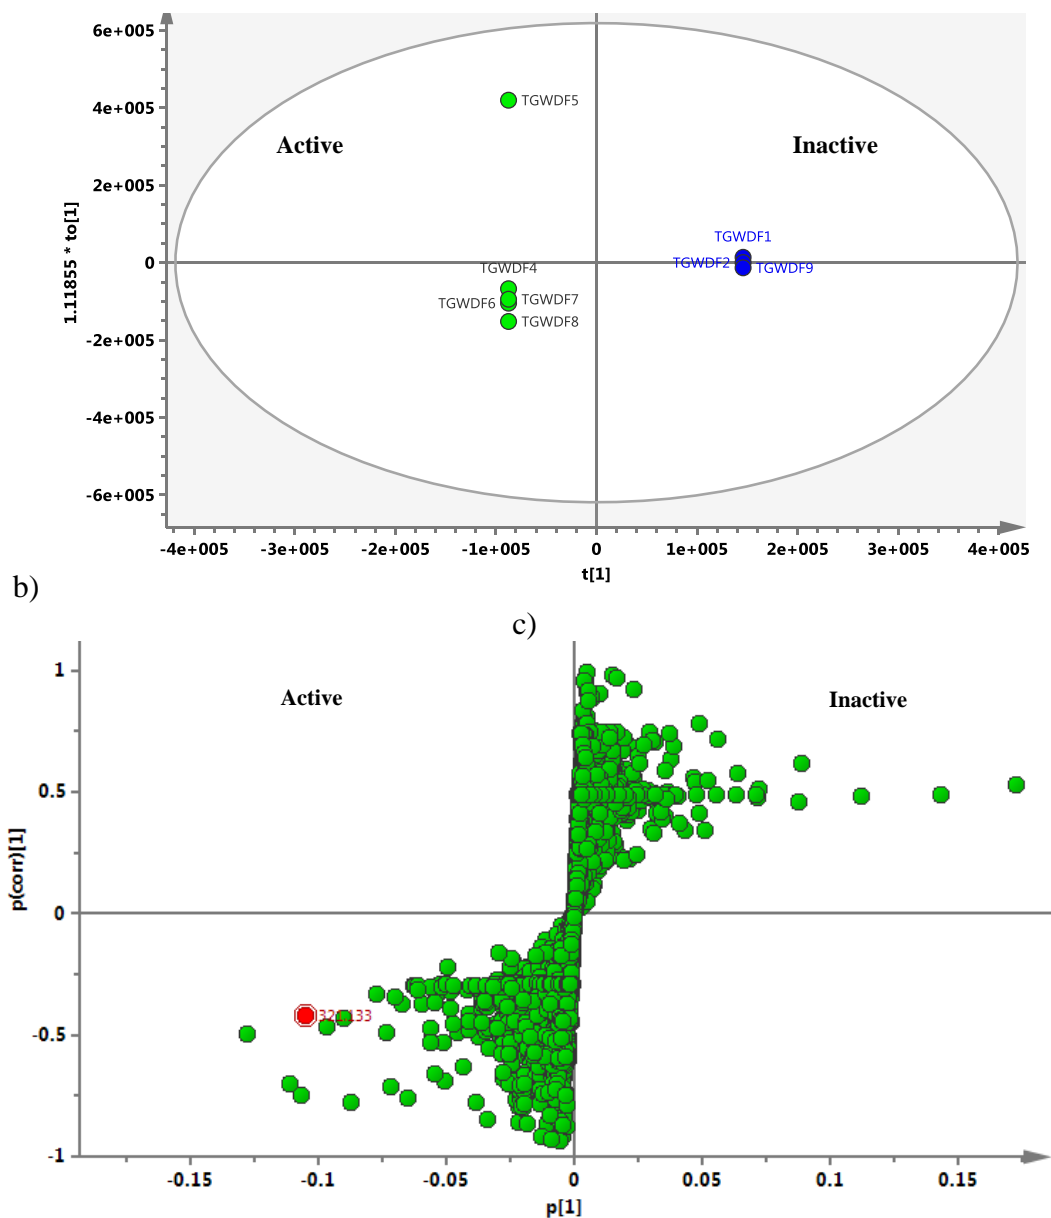 6e+005
4e+005
2e+005
0
-2e+005
-4e+005
-6e+005
1.11855 * to[1]
Active
Inactive
TGWDF5
TGWDF1
TGWDF2
TGWDF9
TGWDF4
TGWDF7
TGWDF6
TGWDF8
-4e+005 -3e+005 -2e+005 -1e+005 0 1e+005 2e+005 3e+005 4e+005
t[1]
b)
c)
1
0.5
0
-0.5
-1
p(corr)[1]
Active
Inactive
-0.15 -0.1 -0.05 0 0.05 0.1 0.15
p[1]